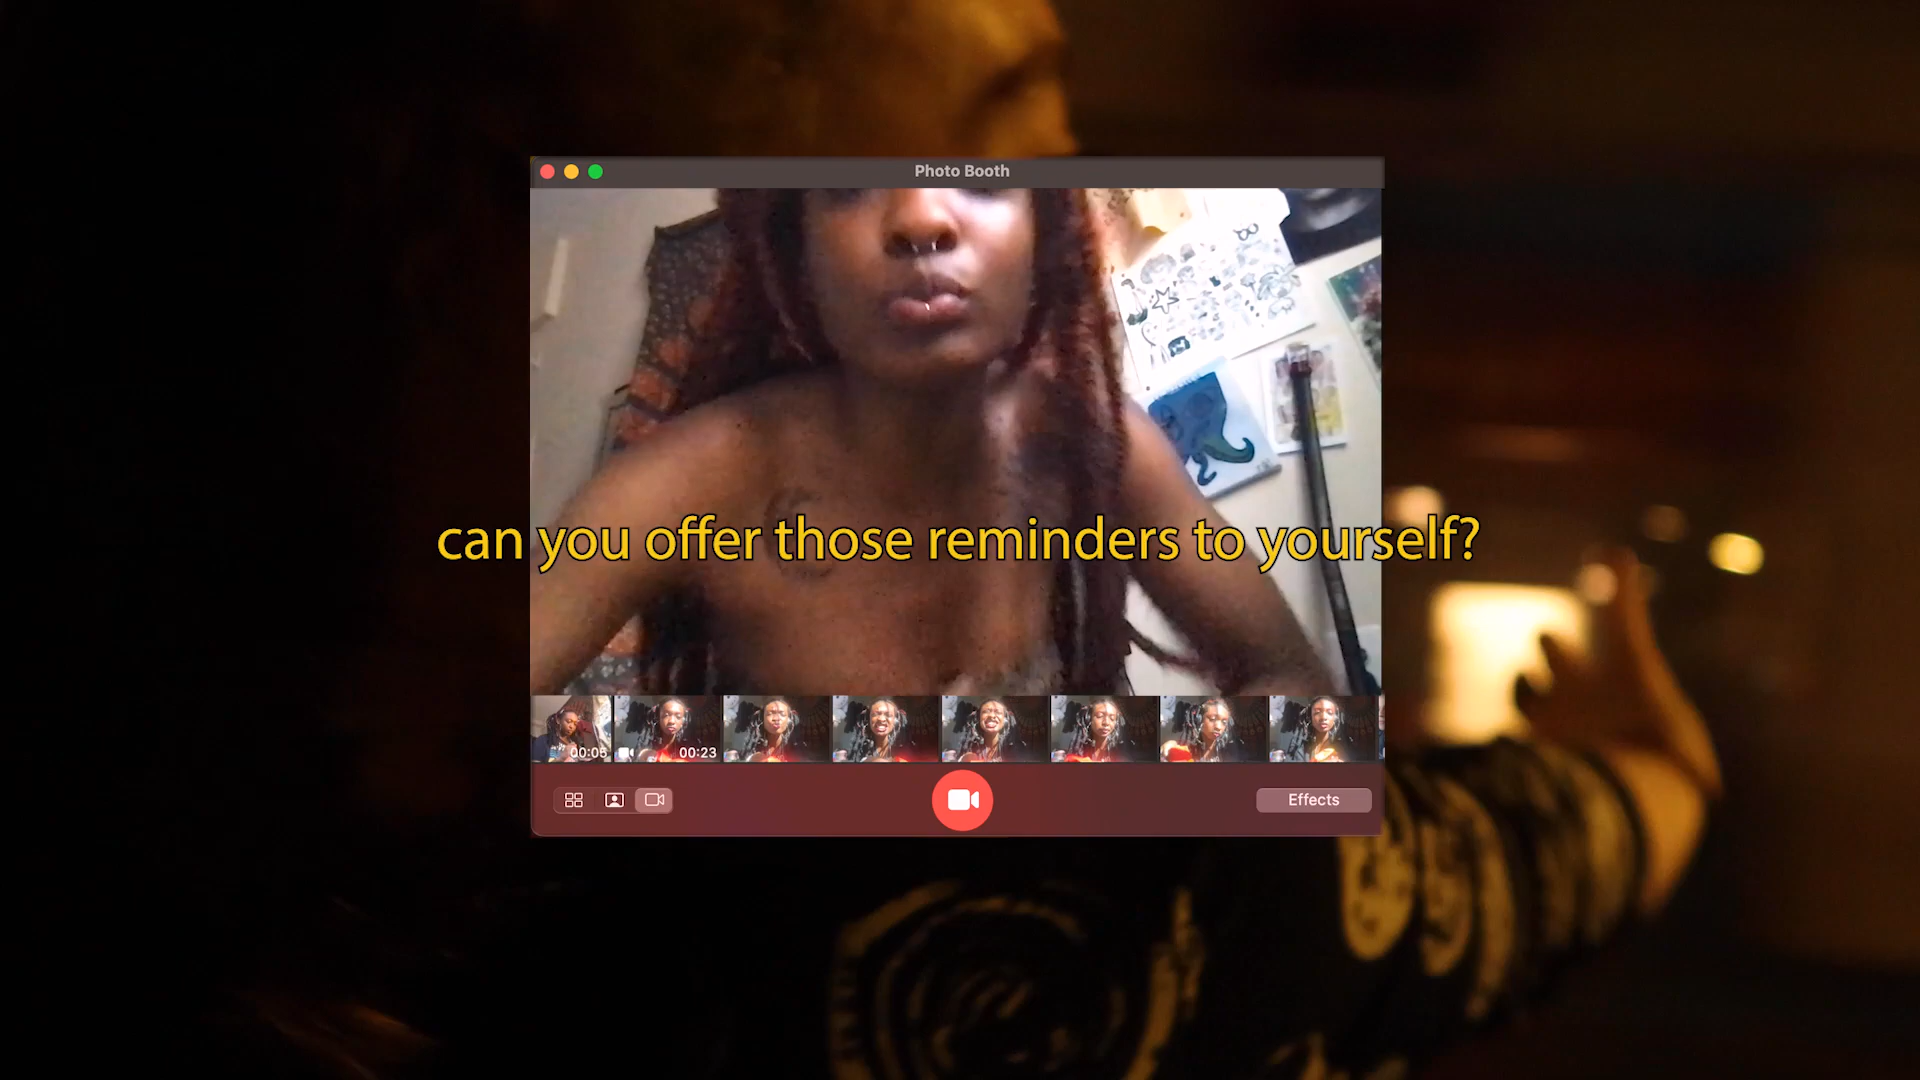 Photo Booth
can you offer those reminders to yourself?
00:05
00:23
Effects